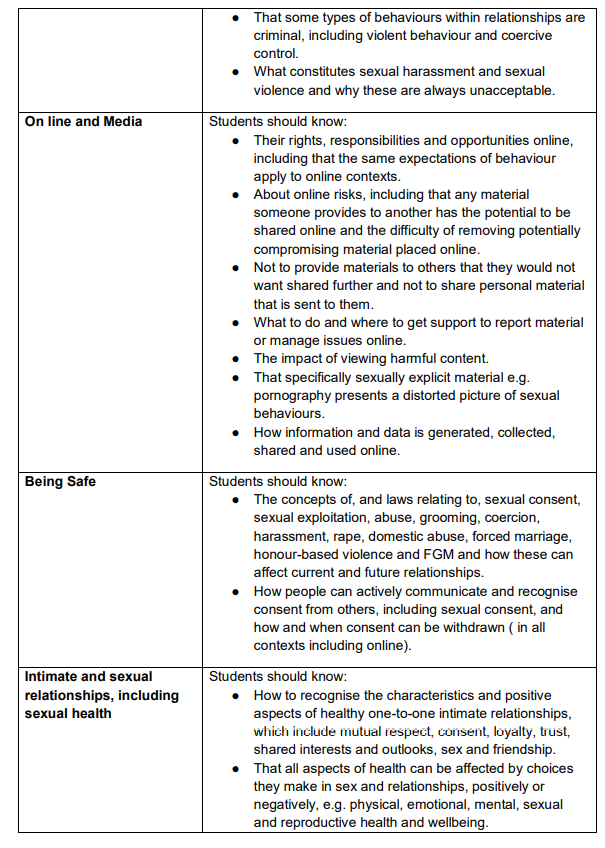 ● That some types of behaviours within relationships are
criminal, including violent behaviour and coercive
control.
● What constitutes sexual harassment and sexual
violence and why these are always unacceptable.
On line and Media
Students should know:
● Their rights, responsibilities and opportunities online,
including that the same expectations of behaviour
apply to online contexts.
● About online risks, including that any material
someone provides to another has the potential to be
shared online and the difficulty of removing potentially
compromising material placed online.
● Not to provide materials to others that they would not
want shared further and not to share personal material
that is sent to them.
● What to do and where to get support to report material
or manage issues online.
● The impact of viewing harmful content.
● That specifically sexually explicit material e.g.
pornography presents a distorted picture of sexual
behaviours.
● How information and data is generated, collected,
shared and used online.
Being Safe
Students should know:
● The concepts of, and laws relating to, sexual consent,
sexual exploitation, abuse, grooming, coercion,
harassment, rape, domestic abuse, forced marriage,
honour-based violence and FGM and how these can
affect current and future relationships.
● How people can actively communicate and recognise
consent from others, including sexual consent, and
how and when consent can be withdrawn ( in all
contexts including online).
Intimate and sexual
relationships, including
sexual health
Students should know:
● How to recognise the characteristics and positive
aspects of healthy one-to-one intimate relationships,
which include mutual respect, consent, loyalty, trust,
shared interests and outlooks, sex and friendship.
● That all aspects of health can be affected by choices
they make in sex and relationships, positively or
negatively, e.g. physical, emotional, mental, sexual
and reproductive health and wellbeing.